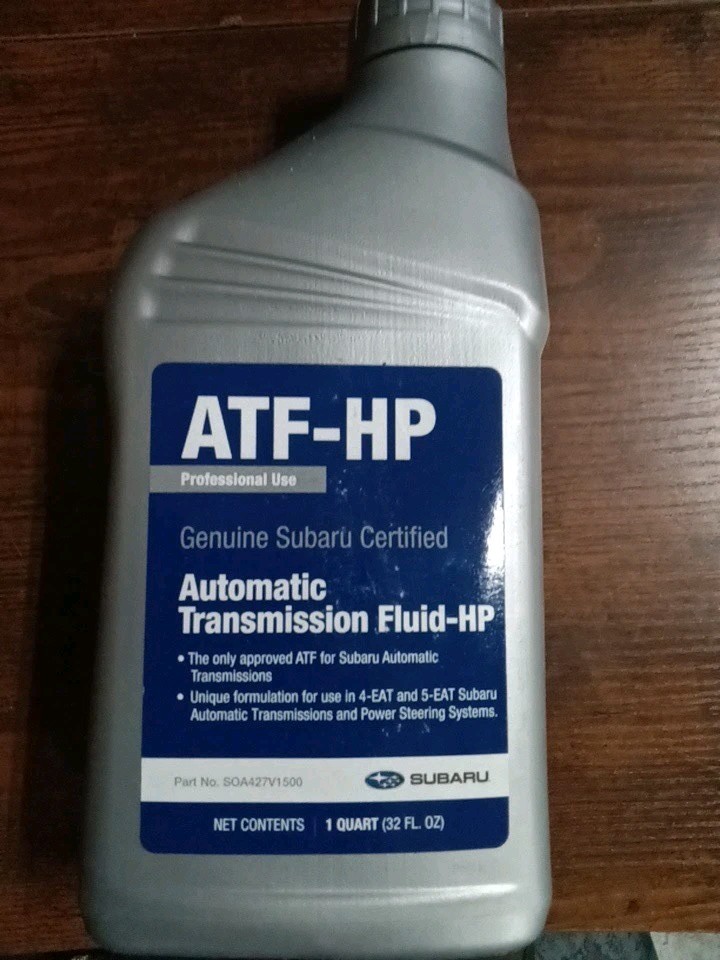 ATF-HP
Professional Use
Genuine Subaru Certified
Automatic
Transmission Fluid-HP
• The only approved ATF for Subaru Automatic
Transmissions
• Unique formulation for use in 4-EAT and 5-EAT Subaru
Automatic Transmissions and Power Steering Systems.
Part No. SOA427V1500 SUBARU
NET CONTENTS | 1 QUART (32 FL. OZ)